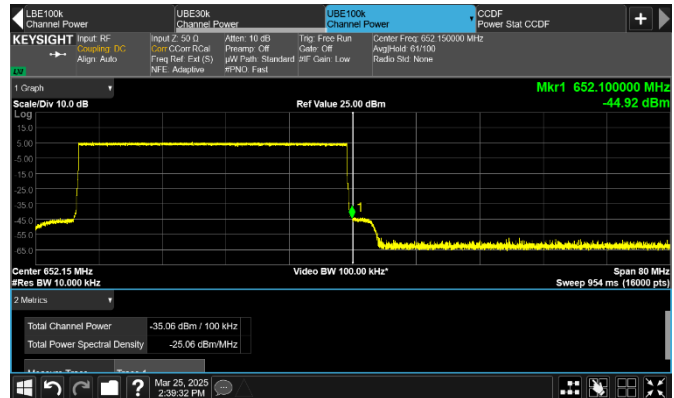 LBE100k
Channel Power
UBE30k
Channel Power
UBE100k
Channel Power
CCDF
Power Stat CCDF
KEYSIGHT
Input: RF
Coupling: DC
Align: Auto
Input Z: 50 Ω
Corr CCorr RCal
Freq Ref: Ext (S)
NFE: Adaptive
Atten: 10 dB
Preamp: Off
µW Path: Standard
#PNO: Fast
Trig: Free Run
Gate: Off
#IF Gain: Low
Center Freq: 652.150000 MHz
Avg|Hold: 61/100
Radio Std: None
LXI
1 Graph
Mkr1 652.100000 MHz
Scale/Div 10.0 dB
Ref Value 25.00 dBm
-44.92 dBm
Log
15.0
5.00
-5.00
-15.0
-25.0
-35.0
-45.0
-55.0
-65.0
1
Center 652.15 MHz
Video BW 100.00 kHz*
Span 80 MHz
#Res BW 10.000 kHz
Sweep 954 ms (16000 pts)
2 Metrics
Total Channel Power -35.06 dBm / 100 kHz
Total Power Spectral Density -25.06 dBm/MHz
Measure Trace Trace 1
Mar 25, 2025
2:39:32 PM